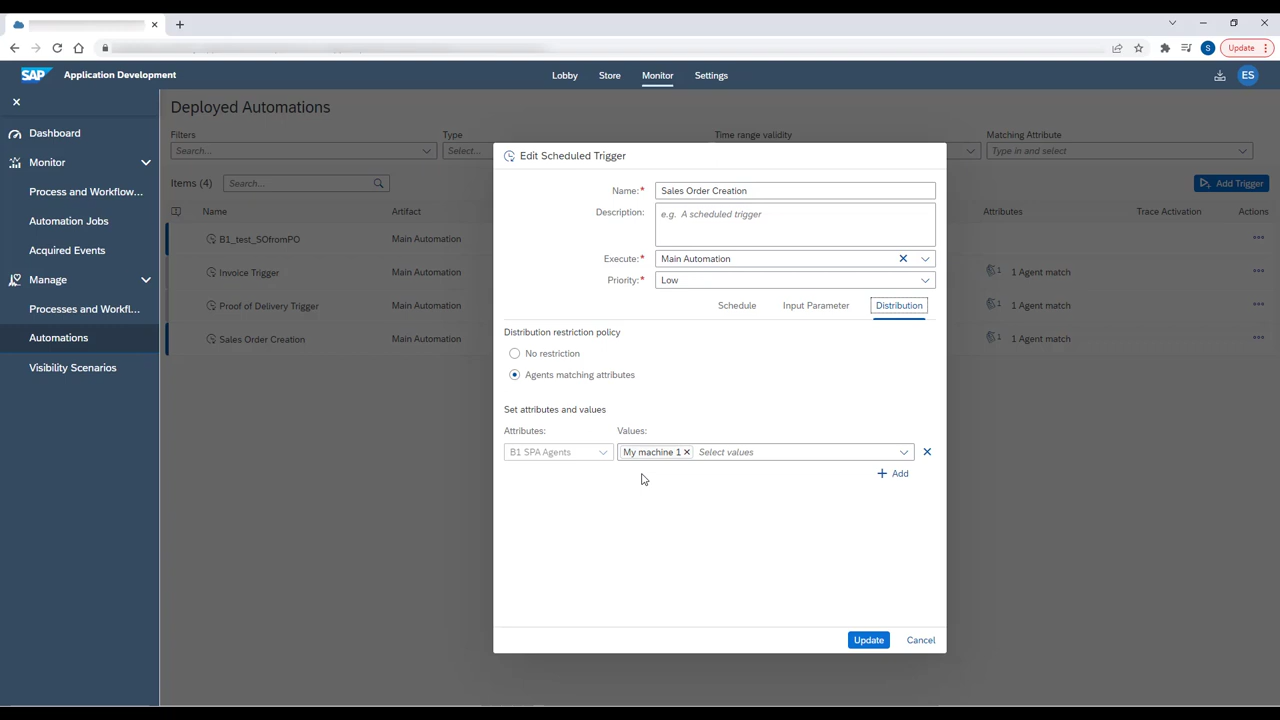 S
Update
SAP
Application Development
Lobby
Store
Monitor
Settings
ES
Dashboard
Monitor
Process and Workflow...
Automation Jobs
Acquired Events
Manage
Processes and Workfl...
Automations
Visibility Scenarios
Deployed Automations
Filters
Type
Time range validity
Matching Attribute
Search...
Select...
Type in and select
Items (4)
Search...
Add Trigger
Name
Artifact
Attributes
Trace Activation
Actions
B1_test_SOfromPO
Main Automation
Invoice Trigger
Main Automation
1
1 Agent match
Proof of Delivery Trigger
Main Automation
1
1 Agent match
Sales Order Creation
Main Automation
1
1 Agent match
Edit Scheduled Trigger
Name:*
Sales Order Creation
Description:
e.g. A scheduled trigger
Execute:*
Main Automation
Priority:*
Low
Schedule
Input Parameter
Distribution
Distribution restriction policy
No restriction
Agents matching attributes
Set attributes and values
Attributes:
Values:
B1 SPA Agents
My machine 1
Select values
Add
Update
Cancel